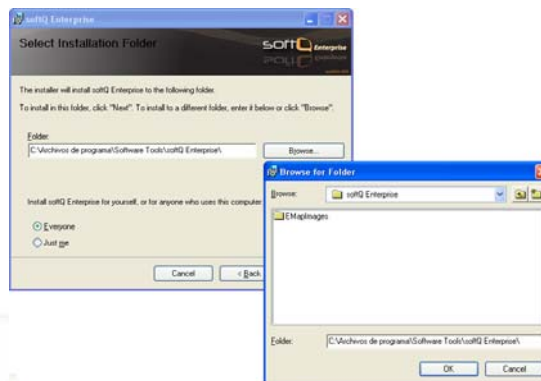 softQ Enterprise
Select Installation Folder
softQ Enterprise
The installer will install softQ Enterprise to the following folder.
To install in this folder, click "Next". To install to a different folder, enter it below or click "Browse".
Folder:
C:\Archivos de programa\Software Tools\softQ Enterprise\
Browse...
Install softQ Enterprise for yourself, or for anyone who uses this computer
Everyone
Just me
Cancel
< Back
Browse for Folder
Browse:
softQ Enterprise
EMapImages
Folder:
C:\Archivos de programa\Software Tools\softQ Enterprise\
OK
Cancel